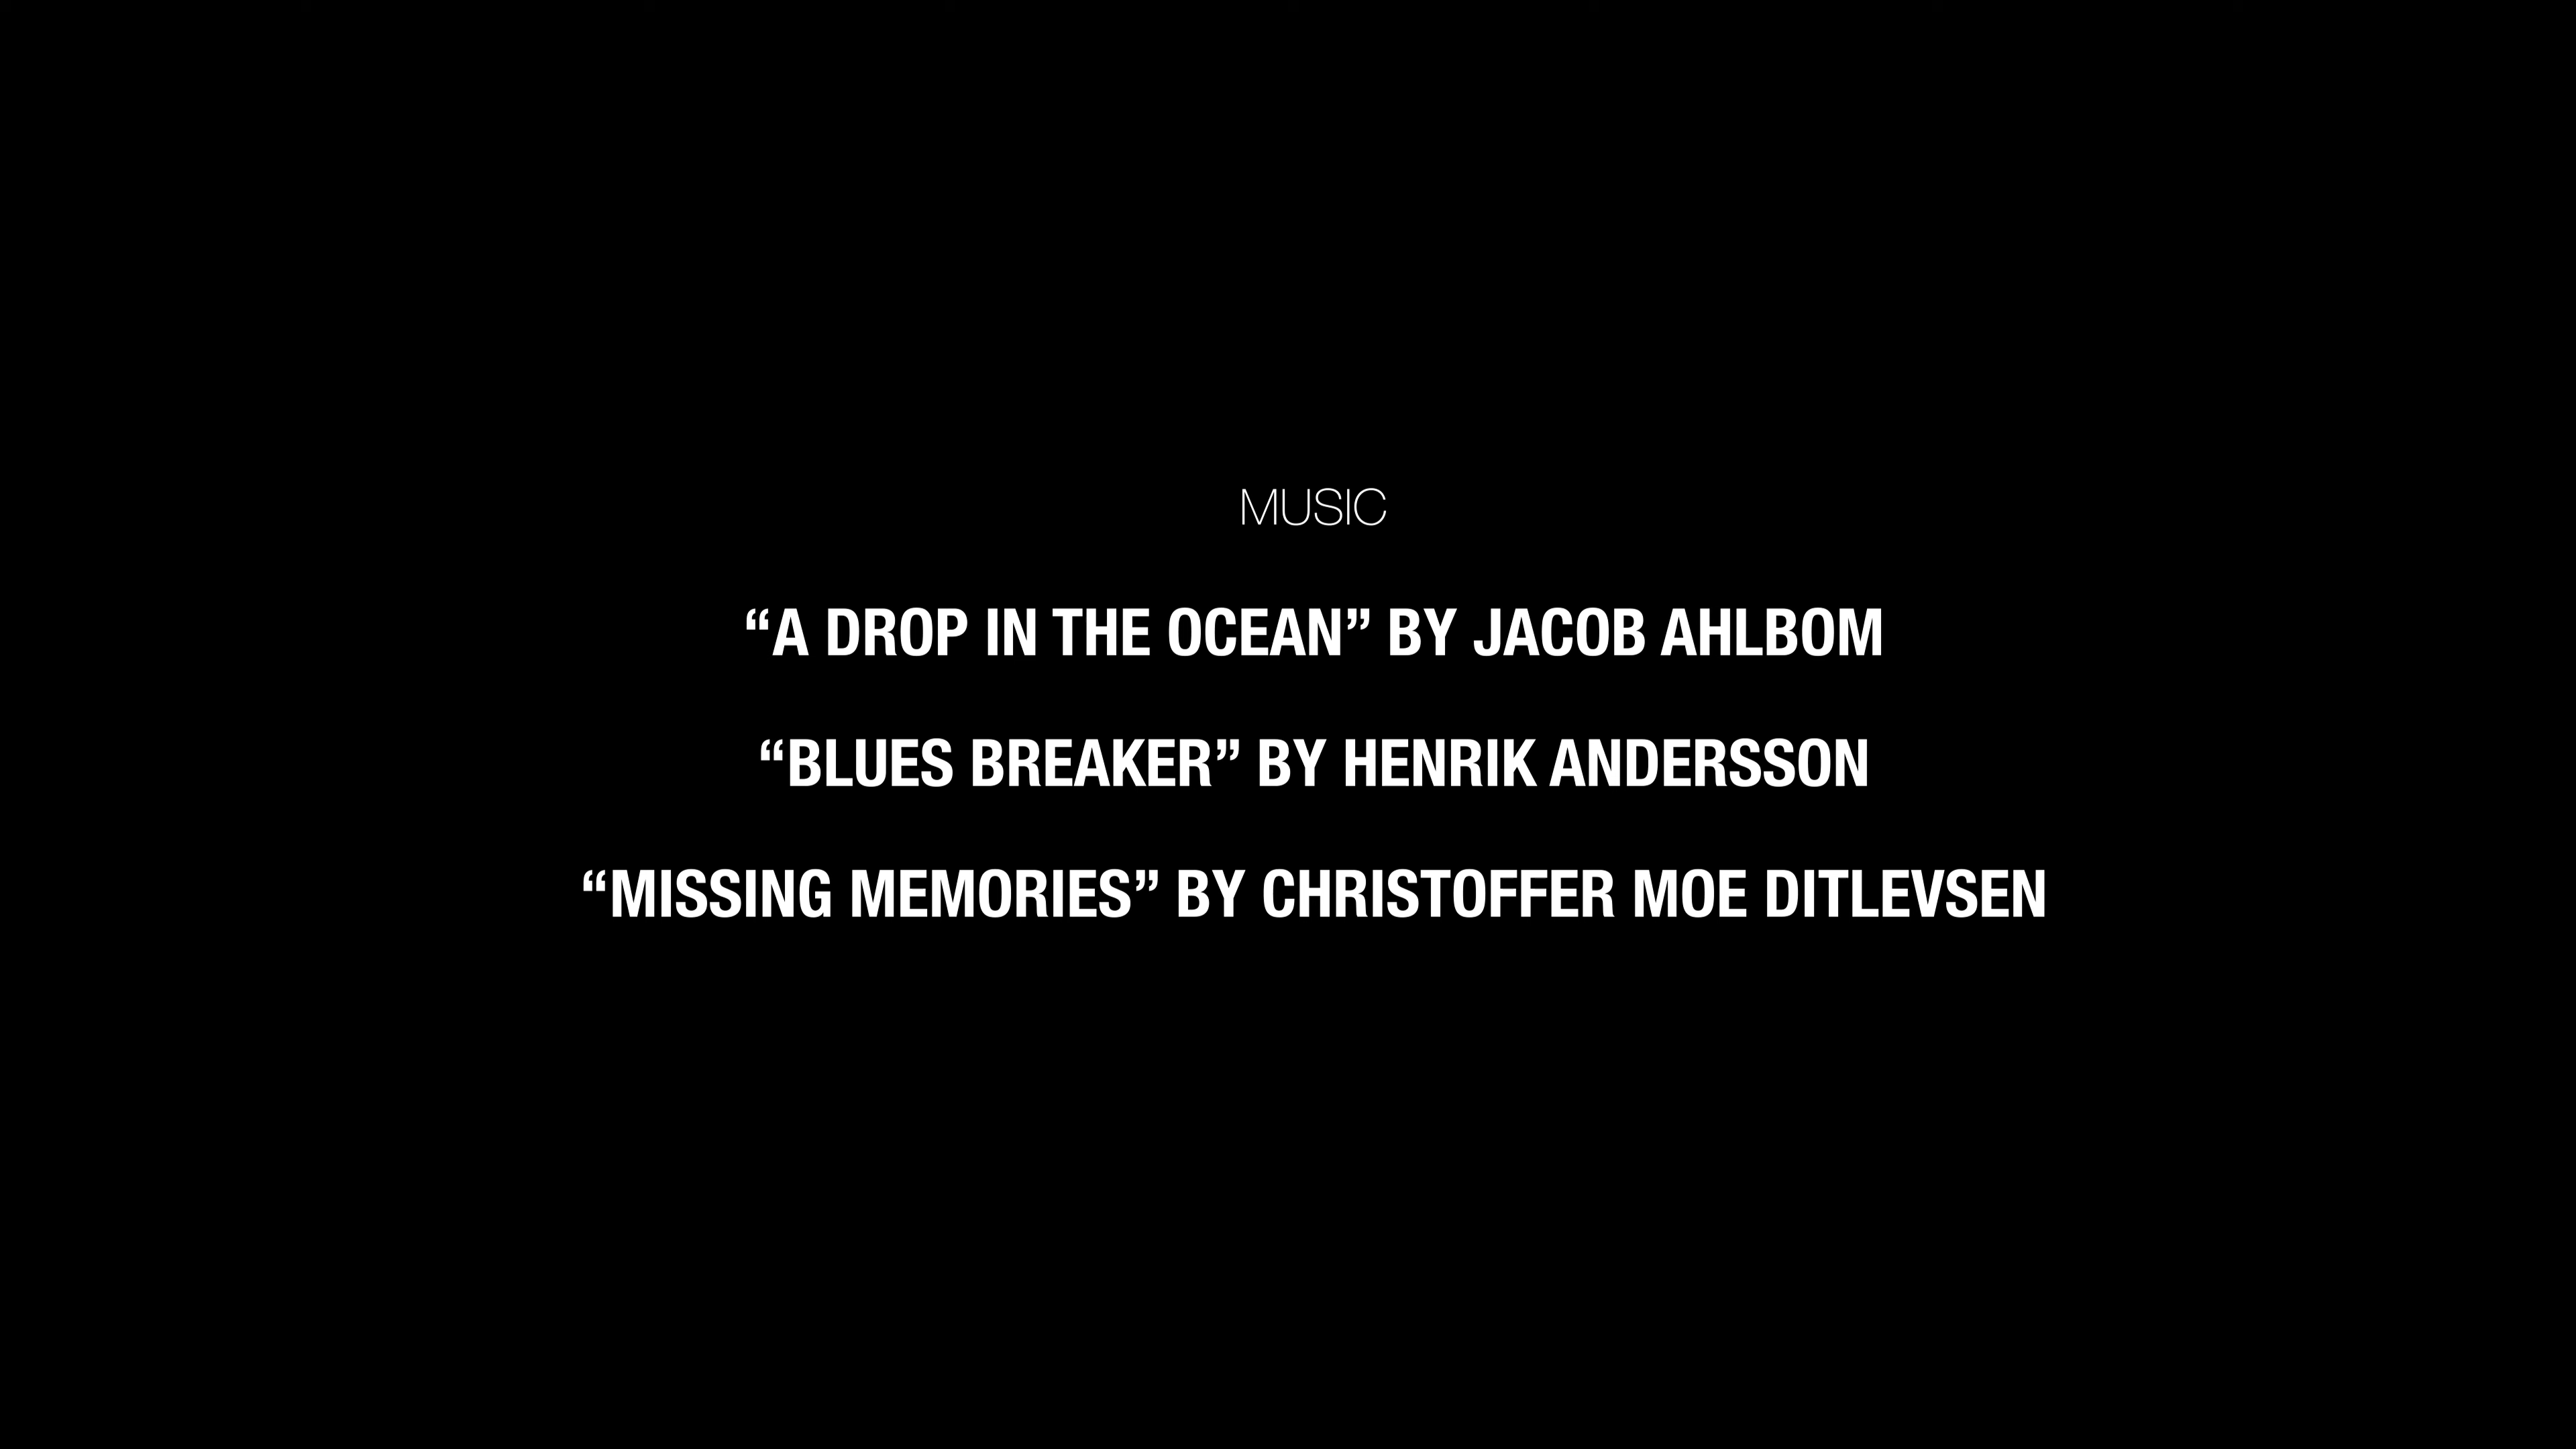 MUSIC
“A DROP IN THE OCEAN” BY JACOB AHLBOM
“BLUES BREAKER” BY HENRIK ANDERSSON
“MISSING MEMORIES” BY CHRISTOFFER MOE DITLEVSEN